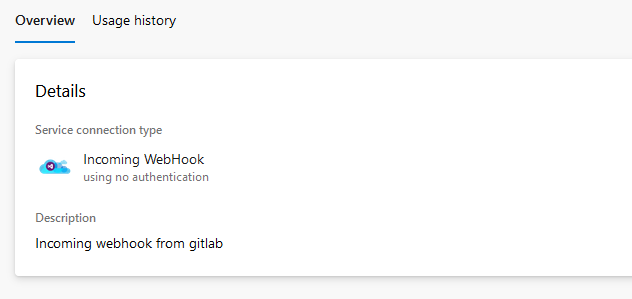 Overview Usage history
Details
Service connection type
Incoming WebHook
using no authentication
Description
Incoming webhook from gitlab